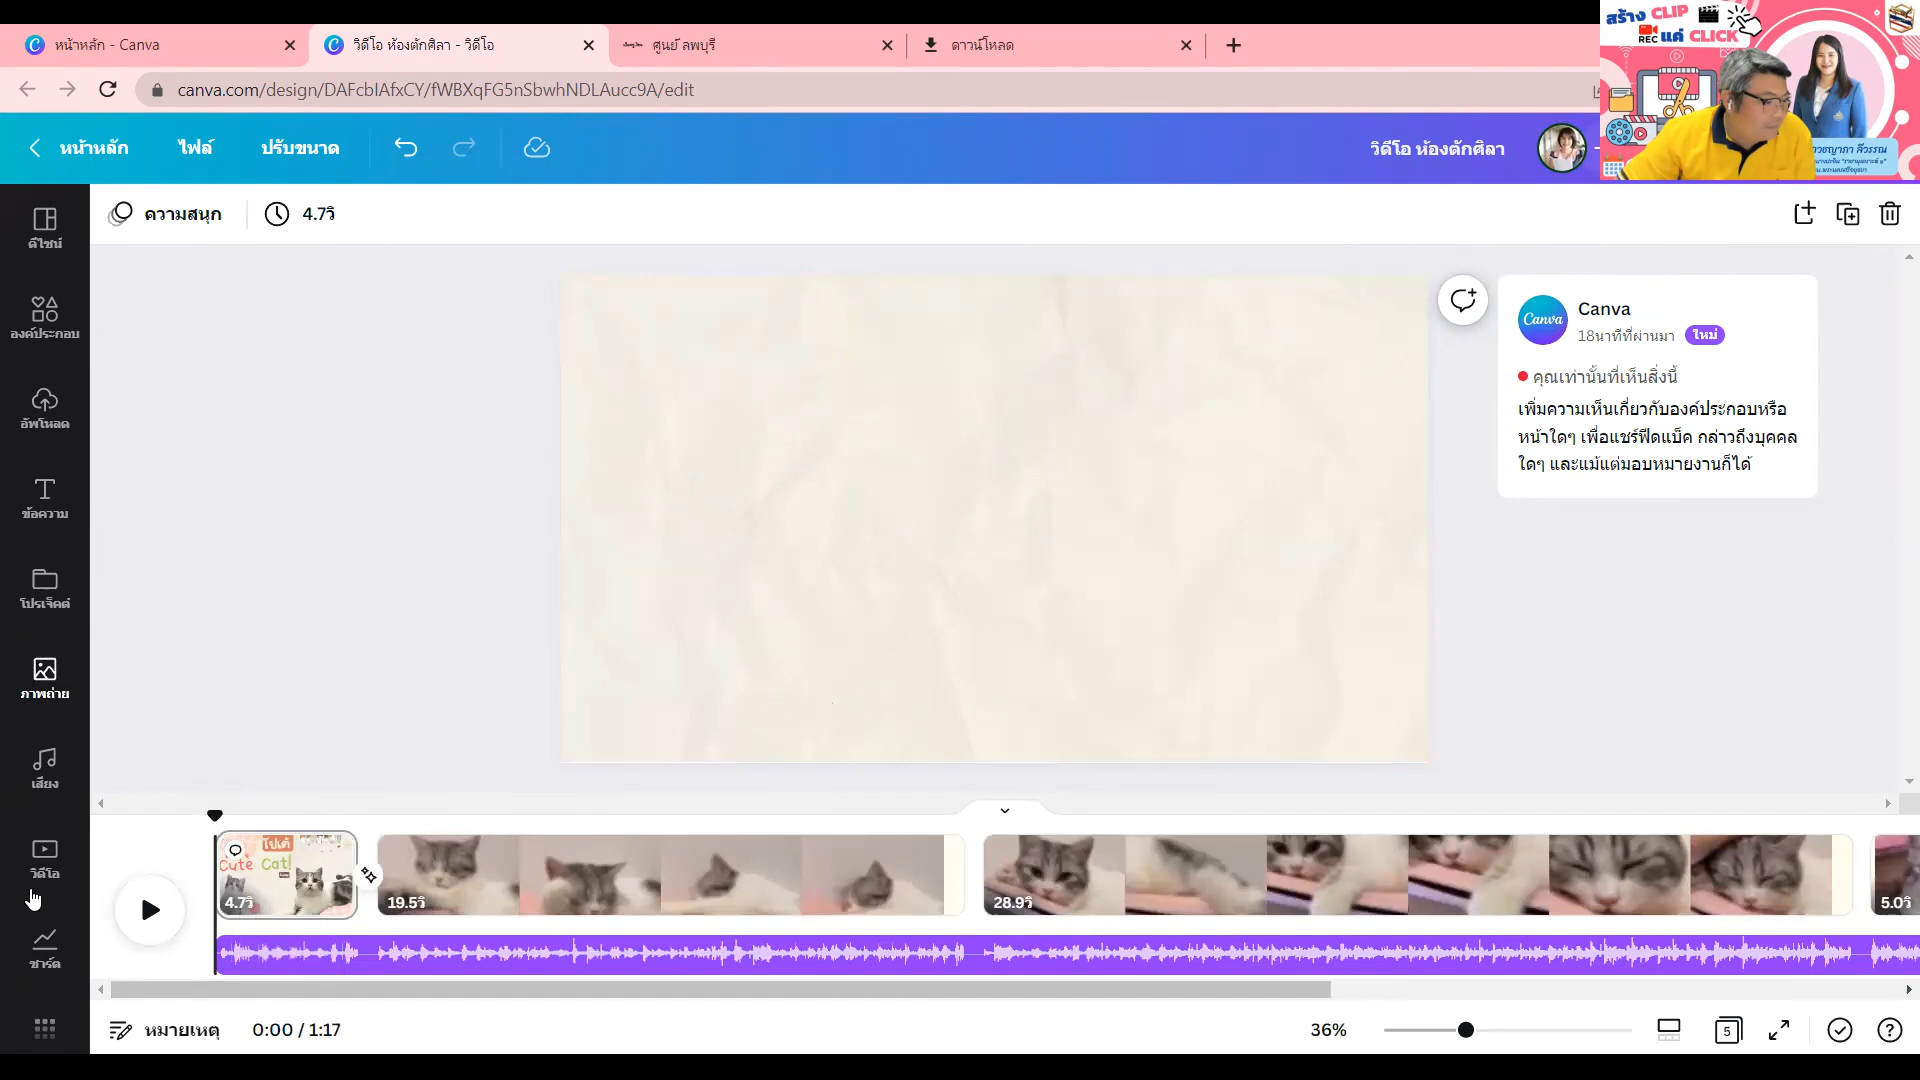 หน้าหลัก - Canva
วิดีโอ ห้องตักศิลา - วิดีโอ
ศูนย์ ลพบุรี
ดาวน์โหลด
canva.com/design/DAFcbIAfxCY/fWBXqFG5nSbwhNDLAucc9A/edit
สร้าง CLIP
REC แค่ CLICK
หน้าหลัก
ไฟล์
ปรับขนาด
วิดีโอ ห้องตักศิลา
ความสนุก
4.7วิ
ดีไซน์
องค์ประกอบ
อัพโหลด
ข้อความ
โปรเจ็คต์
ภาพถ่าย
เสียง
วิดีโอ
ชาร์ต
Canva
Canva
18นาทีที่ผ่านมา
ใหม่
คุณเท่านั้นที่เห็นสิ่งนี้
เพิ่มความเห็นเกี่ยวกับองค์ประกอบหรือ
หน้าใดๆ เพื่อแชร์ฟีดแบ็ค กล่าวถึงบุคคล
ใดๆ และแม้แต่มอบหมายงานก็ได้
Cute
Cat!
4.7วิ
19.5วิ
28.9วิ
5.0วิ
หมายเหตุ
0:00 / 1:17
36%
5